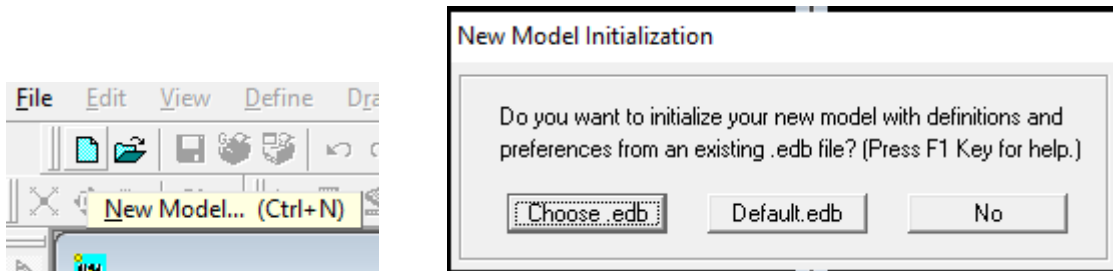 File Edit View Define
New Model... (Ctrl+N)
New Model Initialization
Do you want to initialize your new model with definitions and
preferences from an existing .edb file? (Press F1 Key for help.)
Choose .edb Default.edb No